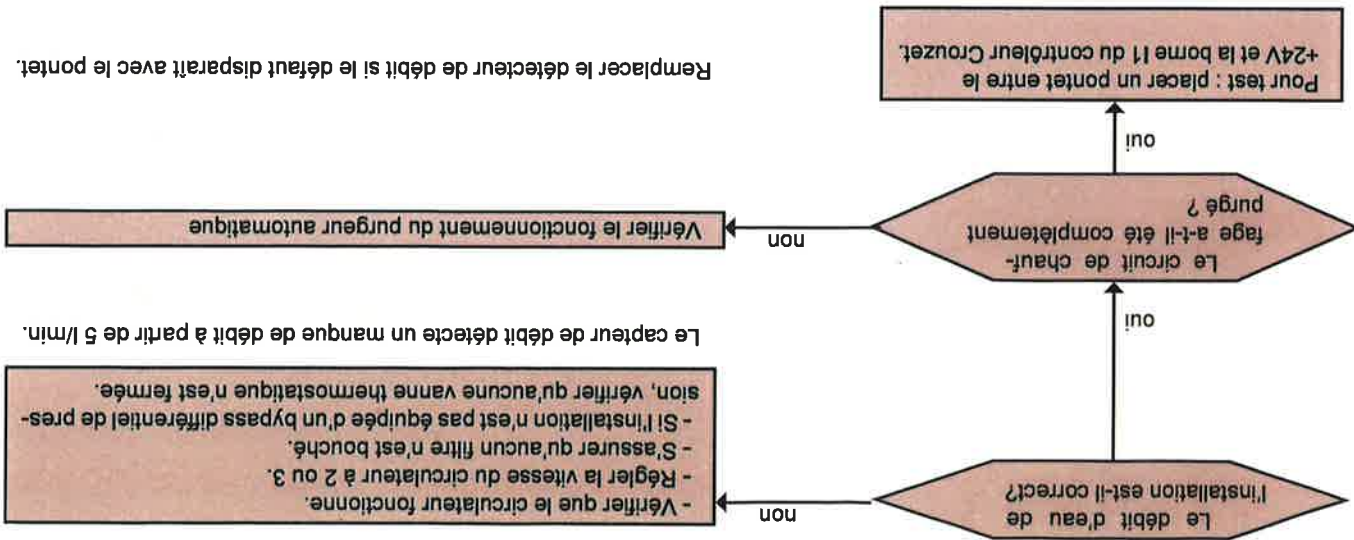 Le débit d'eau de
l'installation est-il correct?
non
- Vérifier que le circulateur fonctionne.
- Régler la vitesse du circulateur à 2 ou 3.
- S'assurer qu'aucun filtre n'est bouché.
- Si l'installation n'est pas équipée d'un bypass différentiel de pres-
sion, vérifier qu'aucune vanne thermostatique n'est fermée.
Le capteur de débit détecte un manque de débit à partir de 5 l/min.
oui
Le circuit de chauf-
fage a-t-il été complètement
purgé ?
non
Vérifier le fonctionnement du purgeur automatique
oui
Pour test : placer un pontet entre le
+24V et la borne I1 du contrôleur Crouzet.
Remplacer le détecteur de débit si le défaut disparaît avec le pontet.